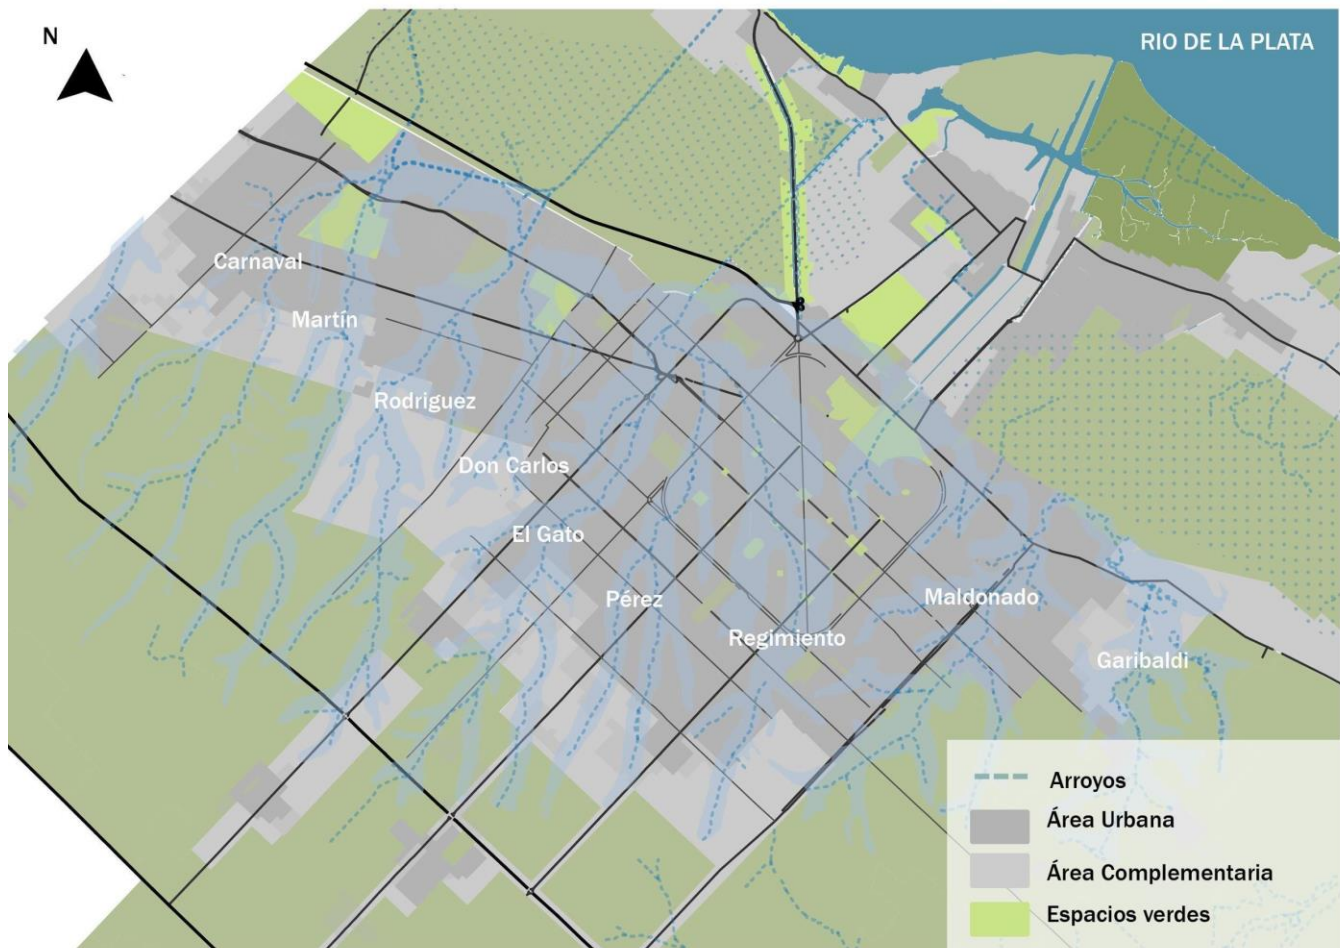 N
RIO DE LA PLATA
Carnaval
Martín
Rodriguez
Don Carlos
El Gato
Pérez
Maldonado
Regimiento
Garibaldi
Arroyos
Área Urbana
Área Complementaria
Espacios verdes